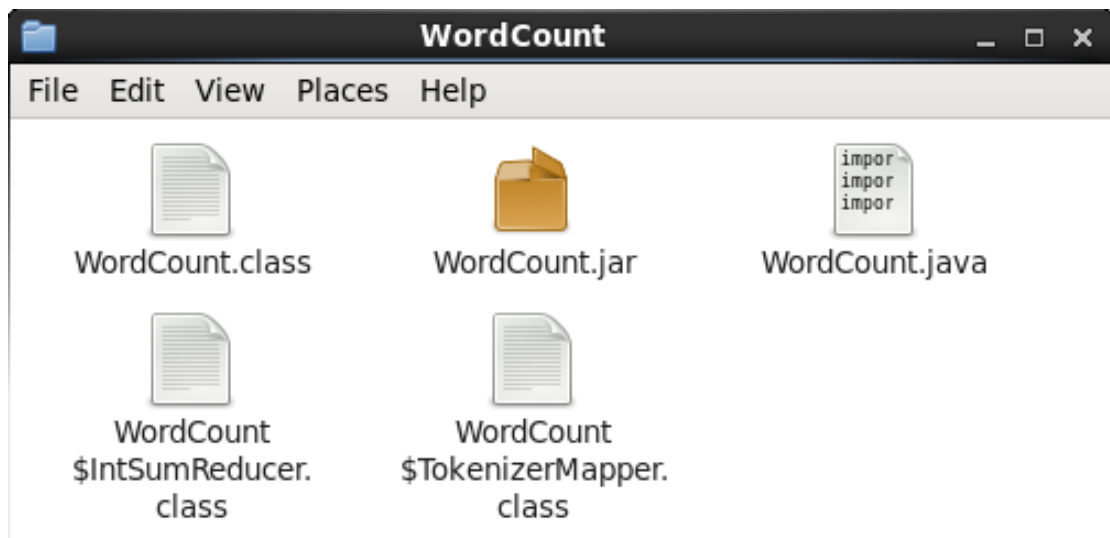 WordCount
File Edit View Places Help
impor
impor
impor
WordCount.class
WordCount.jar
WordCount.java
WordCount
$IntSumReducer.
class
WordCount
$TokenizerMapper.
class